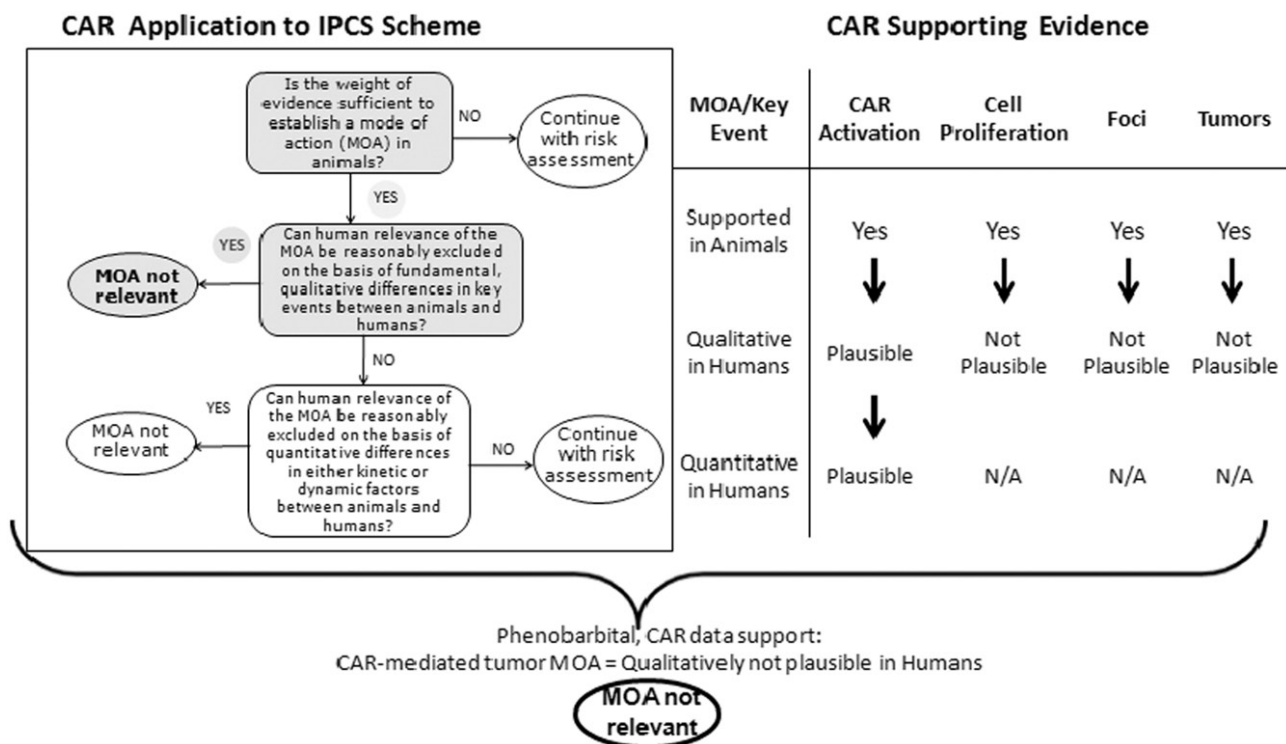 CAR Application to IPCS Scheme
Is the weight of
evidence sufficient to
establish a mode of
action (MOA) in
animals?
NO
Continue
with risk
assessment
YES
Can human relevance of the
MOA be reasonably excluded
on the basis of fundamental,
qualitative differences in key
events between animals and
humans?
YES
MOA not
relevant
NO
Can human relevance of
the MOA be reasonably
excluded on the basis of
quantitative differences
in either kinetic or
dynamic factors
between animals and
humans?
YES
MOA not
relevant
NO
Continue
with risk
assessment
CAR Supporting Evidence
MOA/Key
Event
CAR
Activation
Cell
Proliferation
Foci
Tumors
Supported
in Animals
Yes
Yes
Yes
Yes
Qualitative
in Humans
Plausible
Not
Plausible
Not
Plausible
Not
Plausible
Quantitative
in Humans
Plausible
N/A
N/A
N/A
Phenobarbital, CAR data support:
CAR-mediated tumor MOA = Qualitatively not plausible in Humans
MOA not
relevant